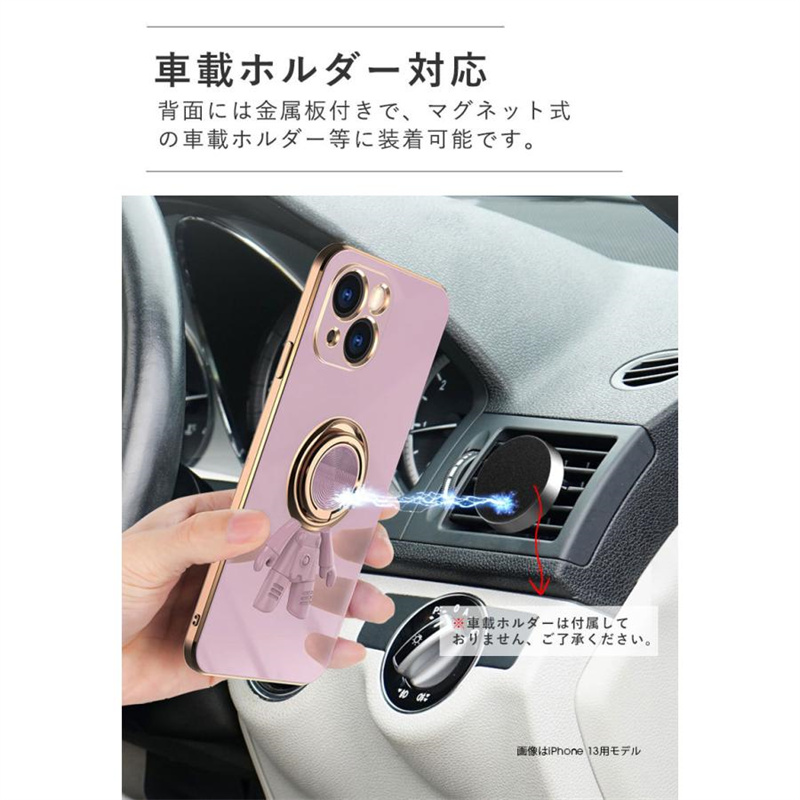 車載ホルダー対応
背面には金属板付きで、マグネット式
の車載ホルダー等に装着可能です。
※車載ホルダーは付属して
おりません、ご了承ください。
画像はiPhone 13用モデル